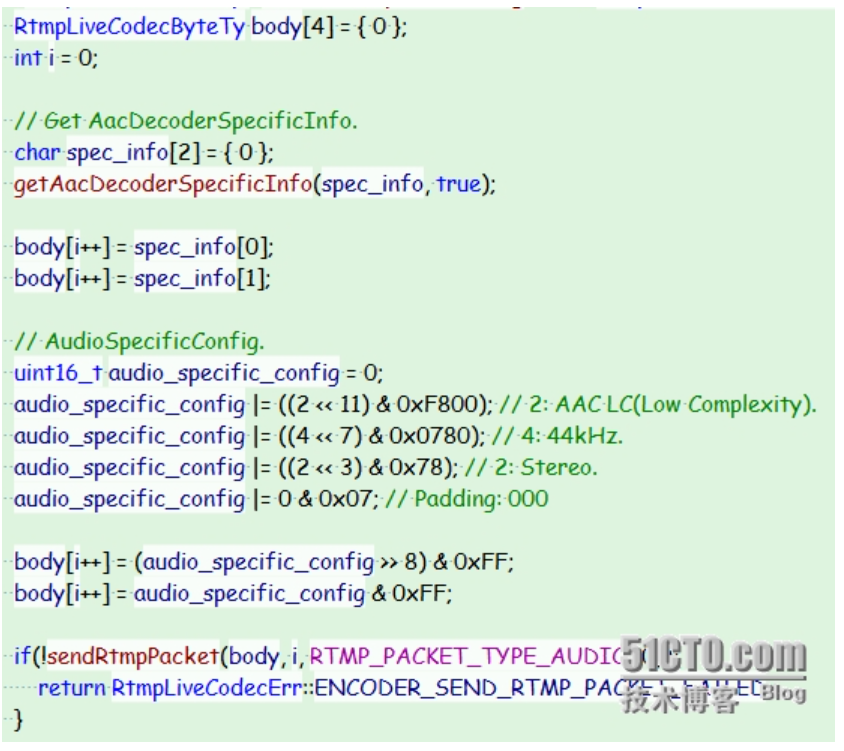 RtmpLiveCodecByteTy body[4] = { 0 };
int i = 0;
// Get AacDecoderSpecificInfo.
char spec_info[2] = { 0 };
getAacDecoderSpecificInfo(spec_info, true);
body[i++] = spec_info[0];
body[i++] = spec_info[1];
// AudioSpecificConfig.
uint16_t audio_specific_config = 0;
audio_specific_config |= ((2 << 11) & 0xF800); // 2: AAC LC(Low Complexity).
audio_specific_config |= ((4 << 7) & 0x0780); // 4: 44kHz.
audio_specific_config |= ((2 << 3) & 0x78); // 2: Stereo.
audio_specific_config |= 0 & 0x07; // Padding: 000
body[i++] = (audio_specific_config >> 8) & 0xFF;
body[i++] = audio_specific_config & 0xFF;
if(!sendRtmpPacket(body, i, RTMP_PACKET_TYPE_AUDIO
return RtmpLiveCodecErr::ENCODER_SEND_RTMP_PACKET_FAILED
}
51CTO.com
技术博客 Blog